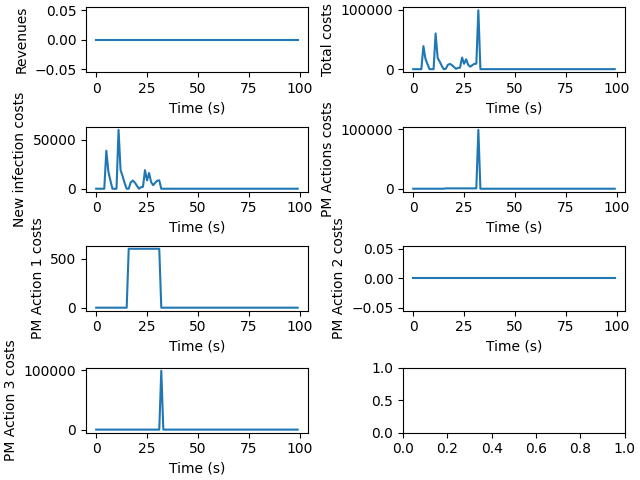 Revenues
0.05
0.00
−0.05
0 25 50 75 100
Time (s)
Total costs
100000
0
0 25 50 75 100
Time (s)
New infection costs
50000
0
0 25 50 75 100
Time (s)
PM Actions costs
100000
0
0 25 50 75 100
Time (s)
PM Action 1 costs
500
0
0 25 50 75 100
Time (s)
PM Action 2 costs
0.05
0.00
−0.05
0 25 50 75 100
Time (s)
PM Action 3 costs
100000
0
0 25 50 75 100
Time (s)
1.0
0.5
0.0
0.0 0.2 0.4 0.6 0.8 1.0